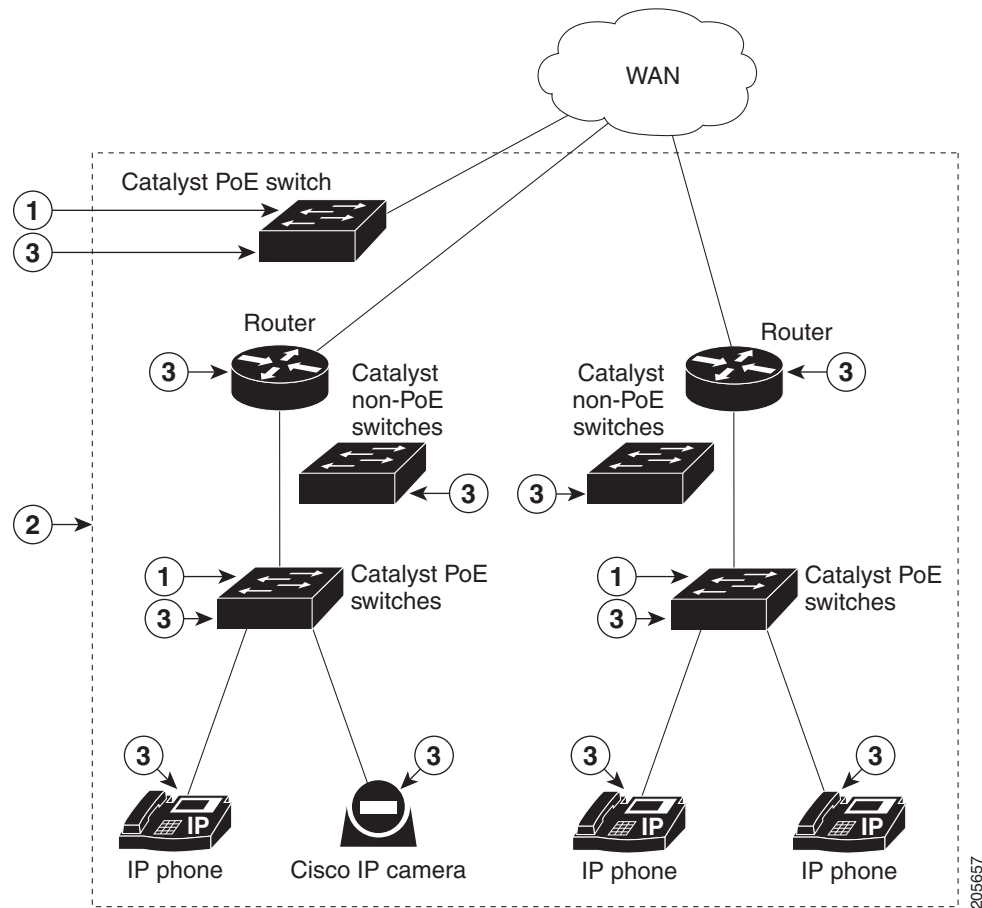 WAN
Catalyst PoE switch
1
3
Router
Router
3
3
Catalyst
non-PoE
switches
Catalyst
non-PoE
switches
3
3
2
1
3
Catalyst PoE
switches
1
3
Catalyst PoE
switches
3
3
3
3
IP
IP
IP
IP phone
Cisco IP camera
IP phone
IP phone
205657